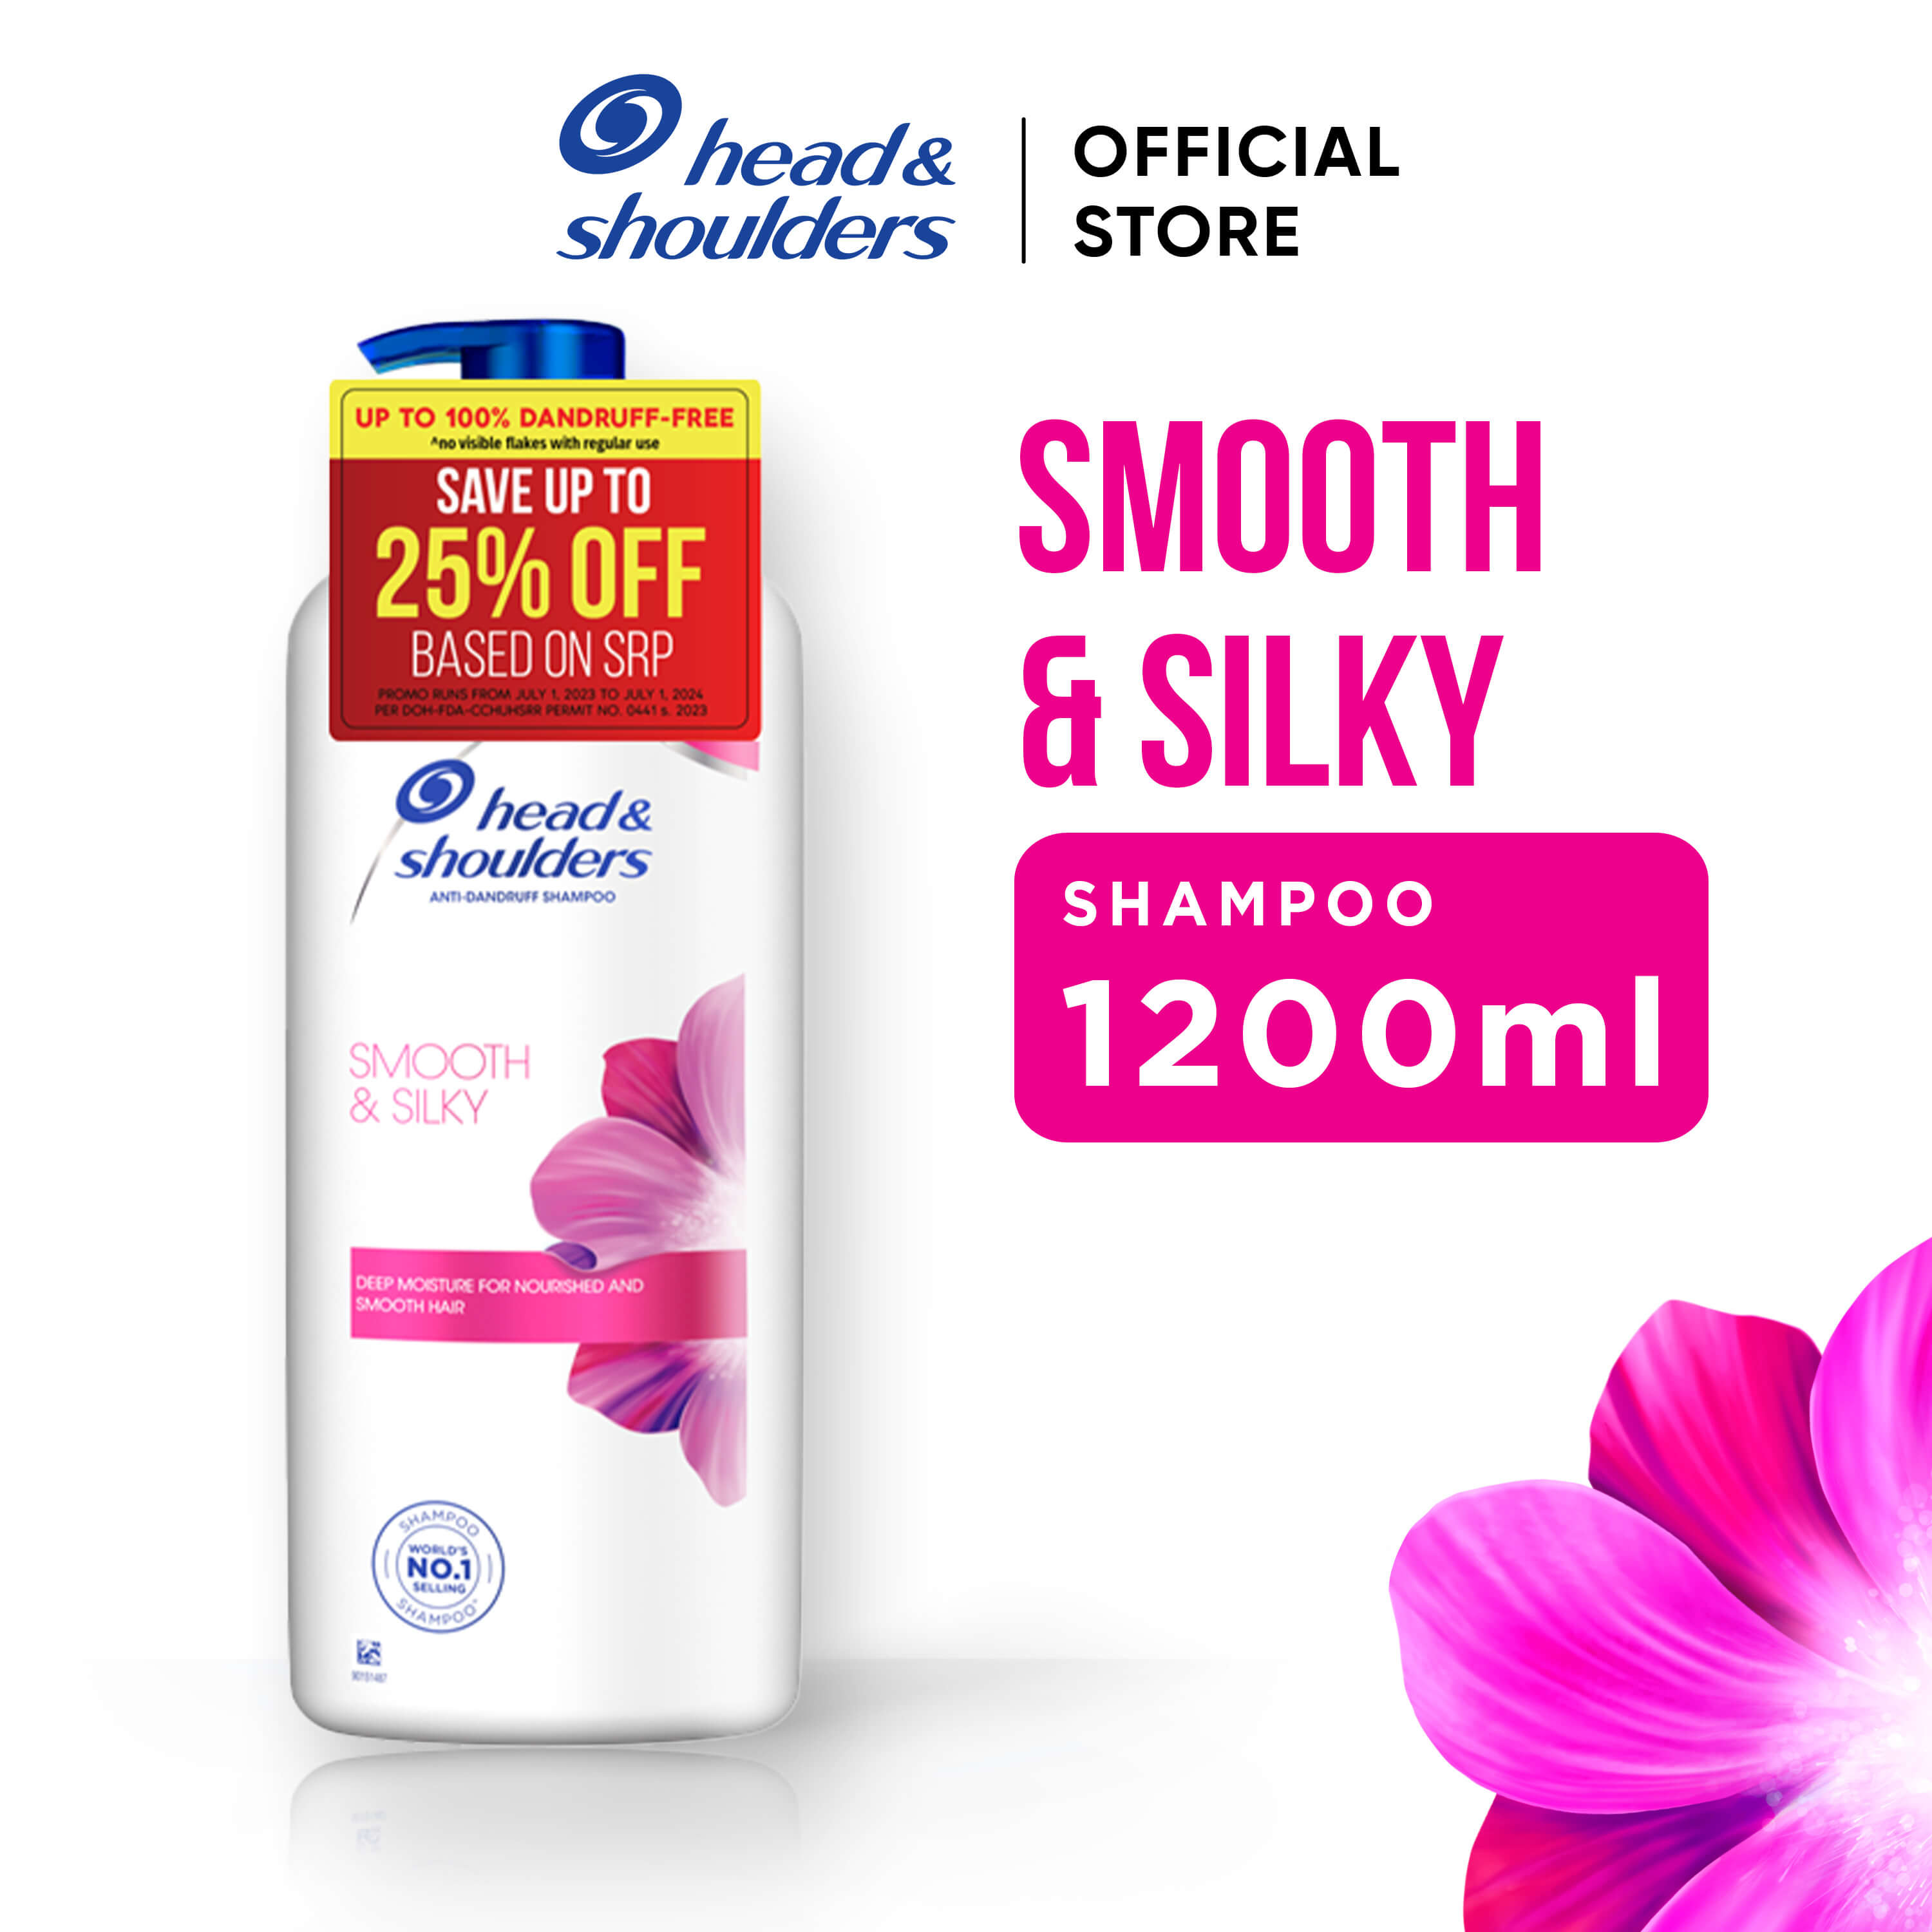 head &
shoulders
OFFICIAL
STORE
UP TO 100% DANDRUFF-FREE
^no visible flakes with regular use
SAVE UP TO
25% OFF
BASED ON SRP
PROMO RUNS FROM JULY 1, 2023 TO JULY 1, 2024
PER DOH-FDA-CCHUHSRR PERMIT NO. 0441 s. 2023
head &
shoulders
ANTI-DANDRUFF SHAMPOO
SMOOTH
& SILKY
DEEP MOISTURE FOR NOURISHED AND
SMOOTH HAIR
SHAMPOO
WORLD'S
NO.1
SELLING
SHAMPOO*
SMOOTH
& SILKY
SHAMPOO
1200ml